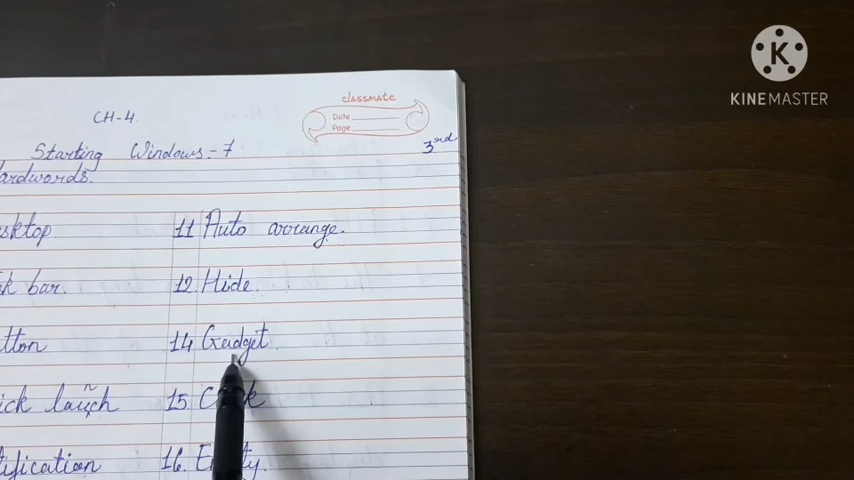 KINEMASTER
classmate
Date
Page
CH-4.
3rd
Starting Windows-7
ardwords.
sktop
11 Auto arrange.
k bar.
12. Hide.
tton
14 Gadget.
ick lauch
n
15.
tification
16.